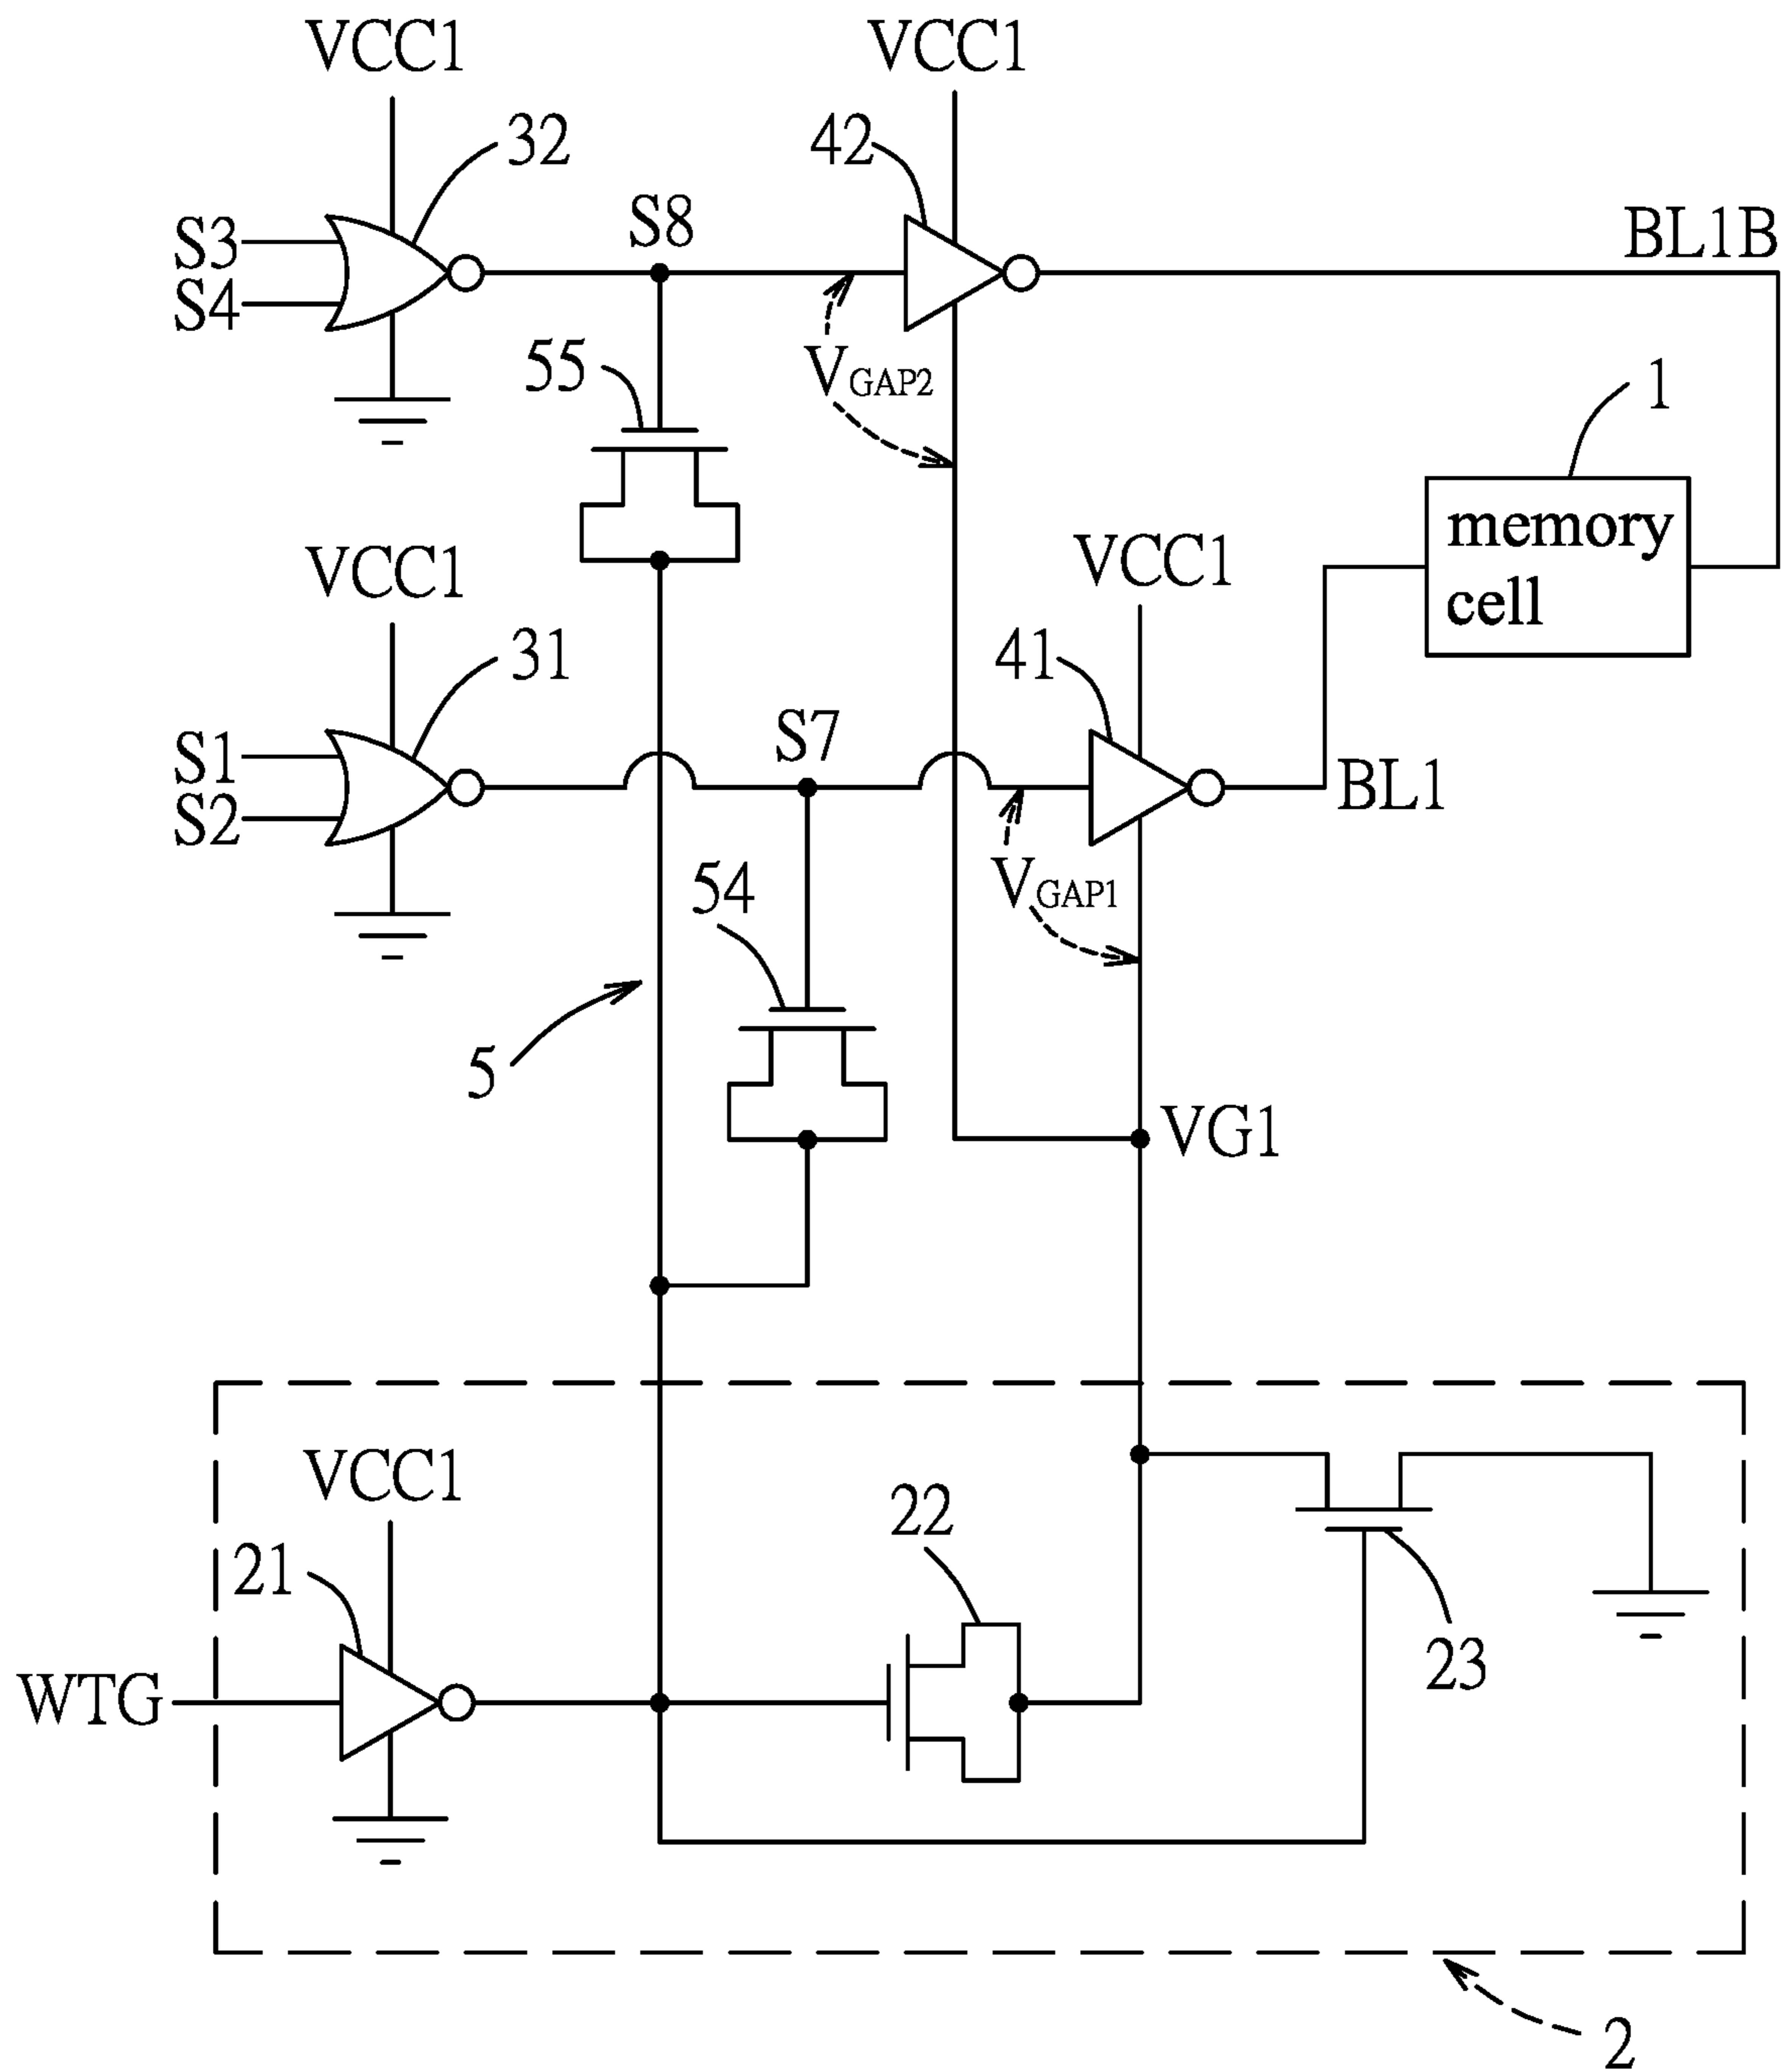 VCC1
VCC1
32
42
S3
S4
S8
BL1B
55
VGAP2
1
memory
cell
VCC1
VCC1
31
41
S1
S2
S7
BL1
54
VGAP1
5
VG1
VCC1
22
21
23
WTG
2